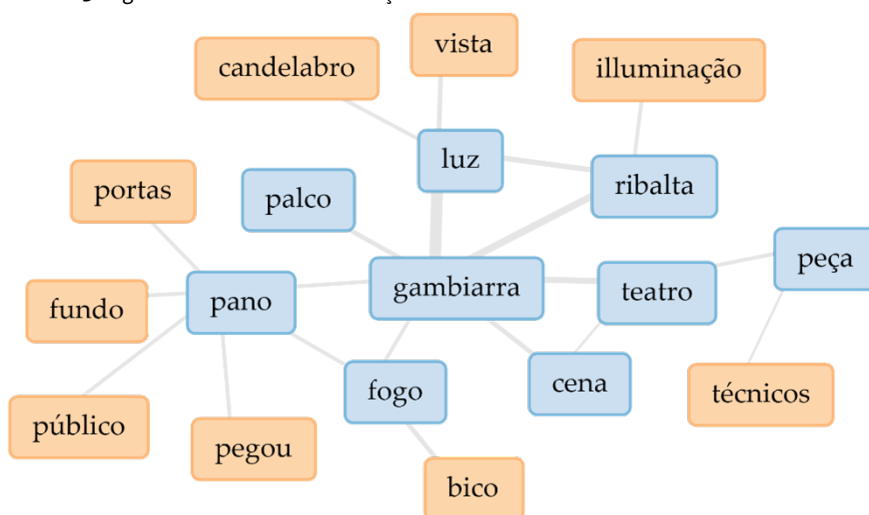 vista
candelabro
illuminação
luz
ribalta
portas
palco
peça
gambiarra
teatro
pano
fundo
fogo
cena
técnicos
público
pegou
bico